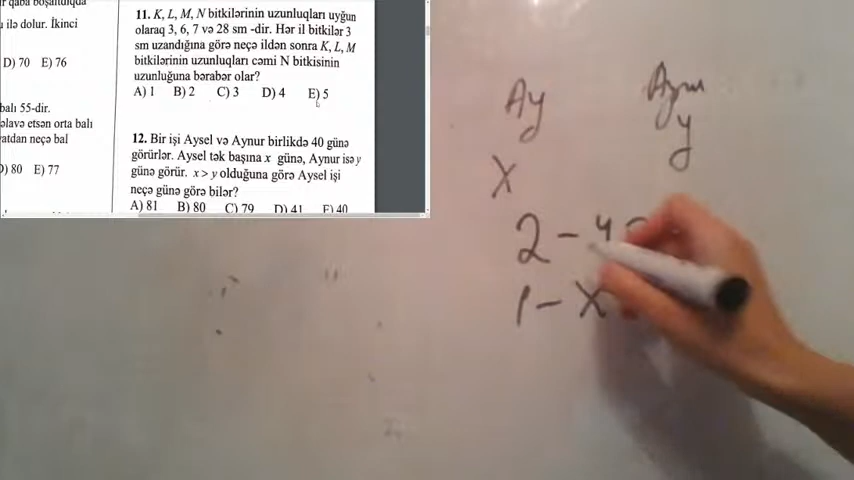 ilə dolur. İkinci
D) 70 E) 76
balı 55-dir.
əlavə etsən orta balı
neçə bal
80 E) 77
11. K, L, M, N bitkilərinin uzunluqları uyğun
olaraq 3, 6, 7 və 28 sm -dir. Hər il bitkilər 3
sm uzandığına görə neçə ildən sonra K, L, M
bitkilərinin uzunluqları cəmi N bitkisinin
uzunluğuna bərabər olar?
A) 1 B) 2 C) 3 D) 4 E) 5
12. Bir işi Aysel və Aynur birlikdə 40 günə
görürlər. Aysel tək başına x günə, Aynur isə y
günə görür. x > y olduğuna görə Aysel işi
neçə günə görə bilər?
A) 81 B) 80 C) 79 D) 41 E) 40
Ay
x
y
2 - 4
1 - x